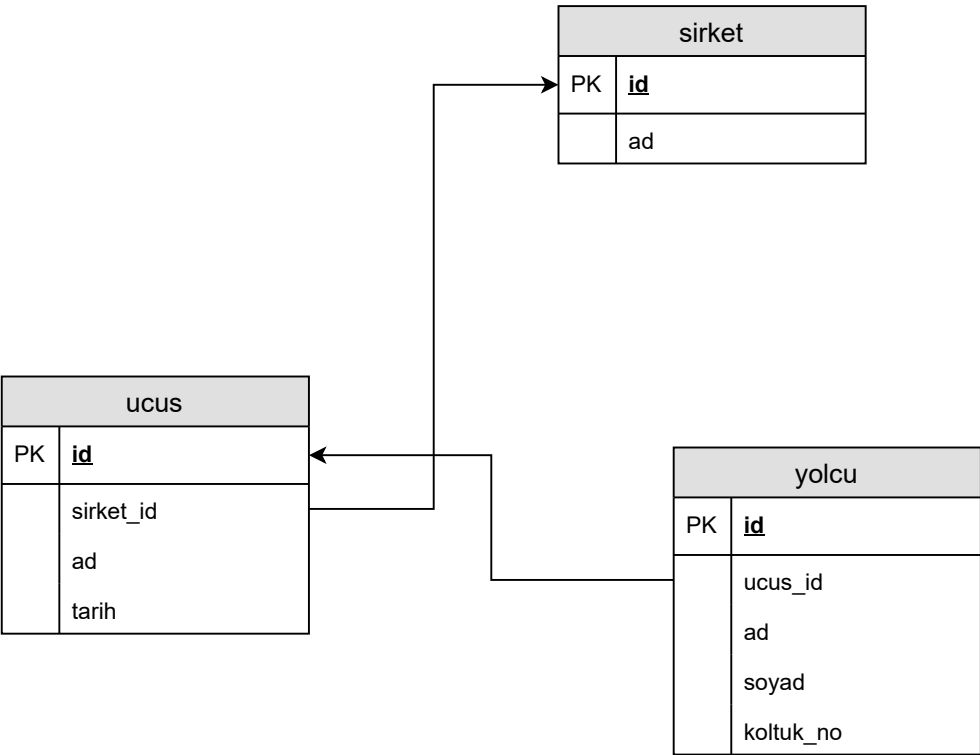 sirket
PK id
ad
ucus
PK id
sirket_id
ad
tarih
yolcu
PK id
ucus_id
ad
soyad
koltuk_no